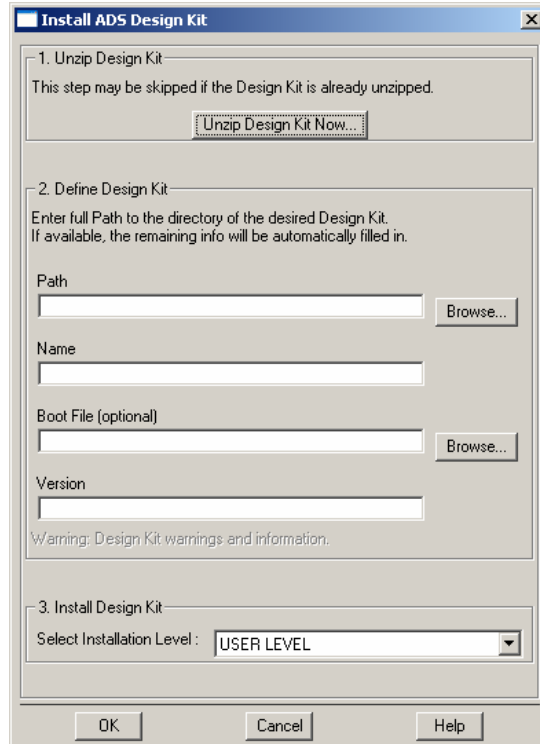 Install ADS Design Kit
1. Unzip Design Kit
This step may be skipped if the Design Kit is already unzipped.
Unzip Design Kit Now...
2. Define Design Kit
Enter full Path to the directory of the desired Design Kit.
If available, the remaining info will be automatically filled in.
Path
Browse...
Name
Boot File (optional)
Browse...
Version
Warning: Design Kit warnings and information.
3. Install Design Kit
Select Installation Level : USER LEVEL
OK Cancel Help